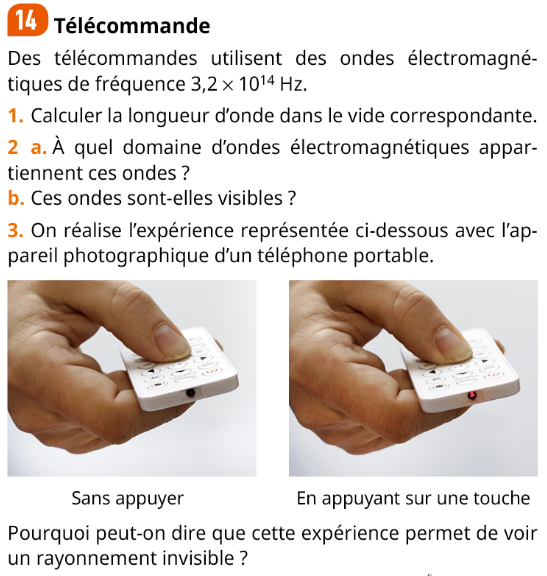 14 Télécommande
Des télécommandes utilisent des ondes électromagné-
tiques de fréquence 3,2 × 10¹⁴ Hz.
1. Calculer la longueur d'onde dans le vide correspondante.
2 a. À quel domaine d'ondes électromagnétiques appar-
tiennent ces ondes ?
b. Ces ondes sont-elles visibles ?
3. On réalise l'expérience représentée ci-dessous avec l'ap-
pareil photographique d'un téléphone portable.
Sans appuyer
En appuyant sur une touche
Pourquoi peut-on dire que cette expérience permet de voir
un rayonnement invisible ?